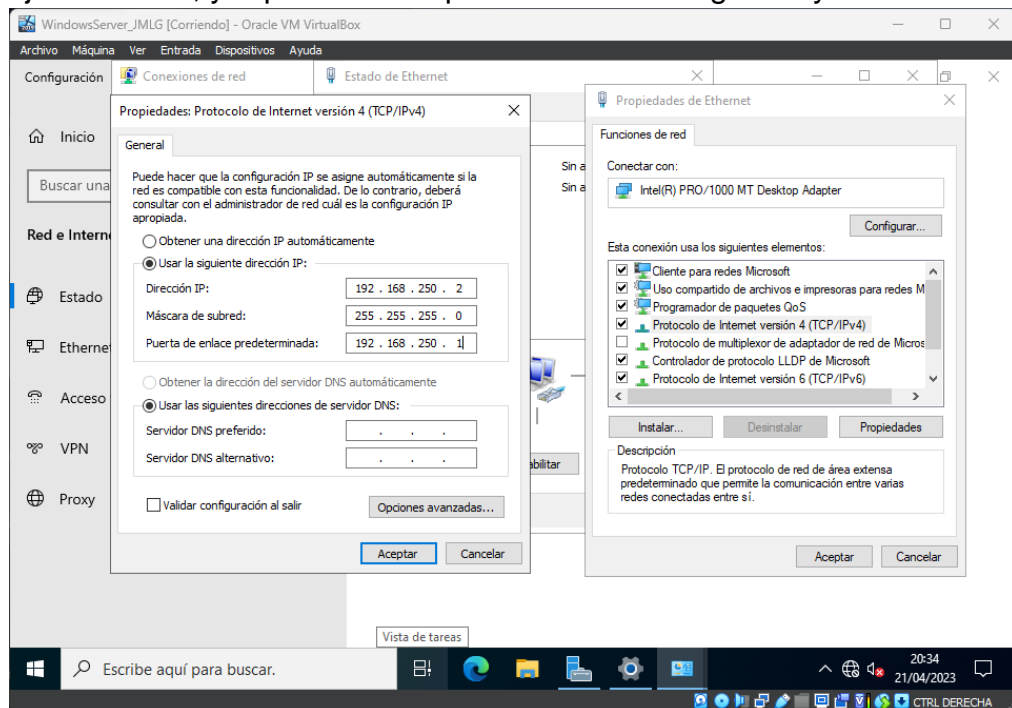 WindowsServer_JMLG [Corriendo] - Oracle VM VirtualBox
Archivo Máquina Ver Entrada Dispositivos Ayuda
Configuración
Conexiones de red
Estado de Ethernet
Inicio
Buscar una
Red e Intern
Estado
Etherne
Acceso
VPN
Proxy
Propiedades: Protocolo de Internet versión 4 (TCP/IPv4)
General
Puede hacer que la configuración IP se asigne automáticamente si la
red es compatible con esta funcionalidad. De lo contrario, deberá
consultar con el administrador de red cuál es la configuración IP
apropiada.
Obtener una dirección IP automáticamente
Usar la siguiente dirección IP:
Dirección IP: 192 . 168 . 250 . 2
Máscara de subred: 255 . 255 . 255 . 0
Puerta de enlace predeterminada: 192 . 168 . 250 . 1
Obtener la dirección del servidor DNS automáticamente
Usar las siguientes direcciones de servidor DNS:
Servidor DNS preferido: . . .
Servidor DNS alternativo: . . .
Validar configuración al salir
Opciones avanzadas...
Aceptar Cancelar
Sin a
Sin a
abilitar
Propiedades de Ethernet
Funciones de red
Conectar con:
Intel(R) PRO/1000 MT Desktop Adapter
Configurar...
Esta conexión usa los siguientes elementos:
Cliente para redes Microsoft
Uso compartido de archivos e impresoras para redes M
Programador de paquetes QoS
Protocolo de Internet versión 4 (TCP/IPv4)
Protocolo de multiplexor de adaptador de red de Micros
Controlador de protocolo LLDP de Microsoft
Protocolo de Internet versión 6 (TCP/IPv6)
Instalar... Desinstalar Propiedades
Descripción
Protocolo TCP/IP. El protocolo de red de área extensa
predeterminado que permite la comunicación entre varias
redes conectadas entre sí.
Aceptar Cancelar
Vista de tareas
Escribe aquí para buscar.
20:34
21/04/2023
CTRL DERECHA